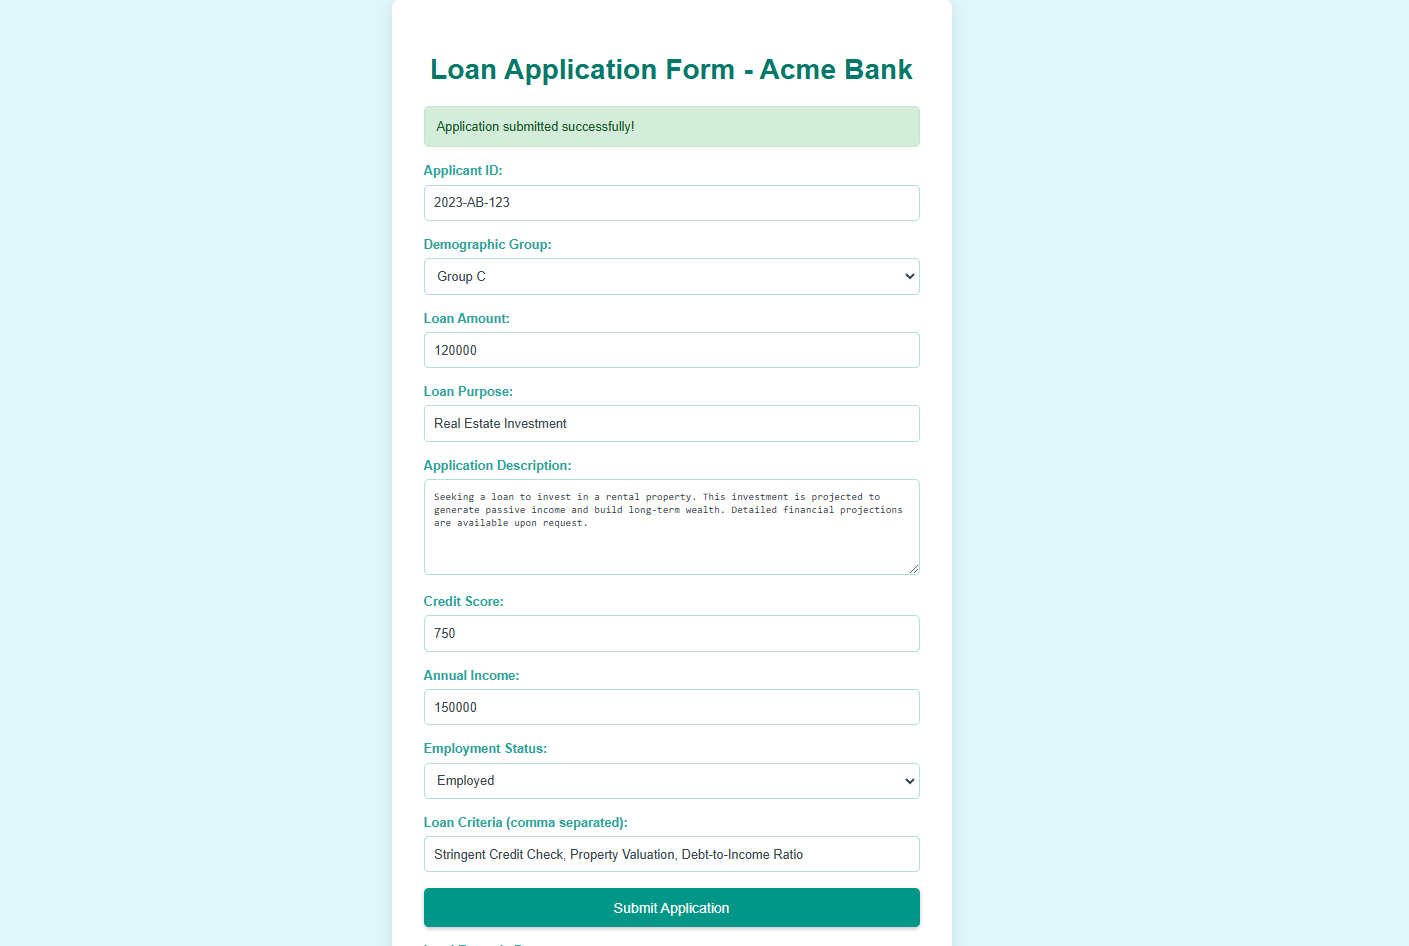 Loan Application Form - Acme Bank
Application submitted successfully!
Applicant ID:
2023-AB-123
Demographic Group:
Group C
Loan Amount:
120000
Loan Purpose:
Real Estate Investment
Application Description:
Seeking a loan to invest in a rental property. This investment is projected to
generate passive income and build long-term wealth. Detailed financial projections
are available upon request.
Credit Score:
750
Annual Income:
150000
Employment Status:
Employed
Loan Criteria (comma separated):
Stringent Credit Check, Property Valuation, Debt-to-Income Ratio
Submit Application